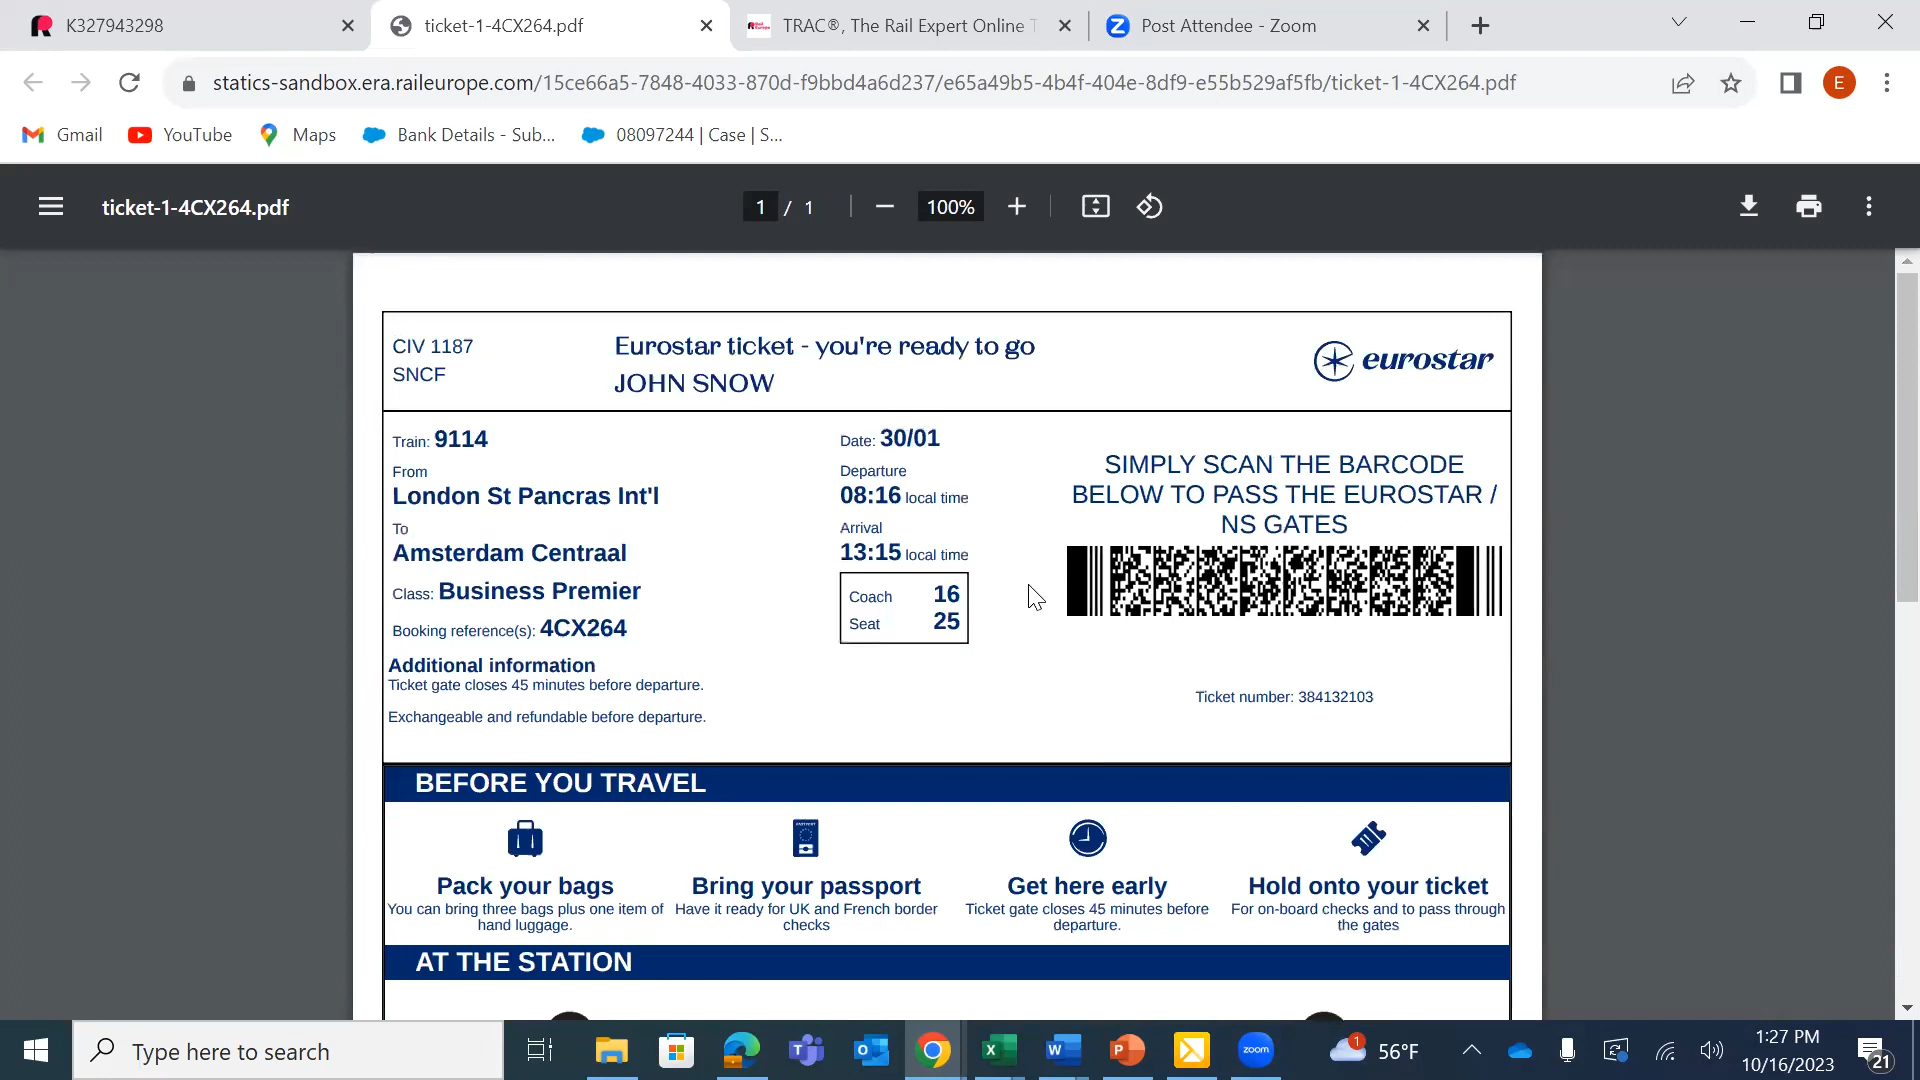 K327943298
ticket-1-4CX264.pdf
TRAC®, The Rail Expert Online
Post Attendee - Zoom
statics-sandbox.era.raileurope.com/15ce66a5-7848-4033-870d-f9bbd4a6d237/e65a49b5-4b4f-404e-8df9-e55b529af5fb/ticket-1-4CX264.pdf
E
Gmail
YouTube
Maps
Bank Details - Sub...
08097244 | Case | S...
ticket-1-4CX264.pdf
1 / 1
100%
CIV 1187
SNCF
Eurostar ticket - you're ready to go
JOHN SNOW
eurostar
Train: 9114
From
London St Pancras Int'l
To
Amsterdam Centraal
Class: Business Premier
Booking reference(s): 4CX264
Date: 30/01
Departure
08:16 local time
Arrival
13:15 local time
Coach 16
Seat 25
SIMPLY SCAN THE BARCODE
BELOW TO PASS THE EUROSTAR /
NS GATES
Additional information
Ticket gate closes 45 minutes before departure.
Exchangeable and refundable before departure.
Ticket number: 384132103
BEFORE YOU TRAVEL
Pack your bags
You can bring three bags plus one item of
hand luggage.
Bring your passport
Have it ready for UK and French border
checks
Get here early
Ticket gate closes 45 minutes before
departure.
Hold onto your ticket
For on-board checks and to pass through
the gates
AT THE STATION
Type here to search
zoom
1
56°F
1:27 PM
10/16/2023
21